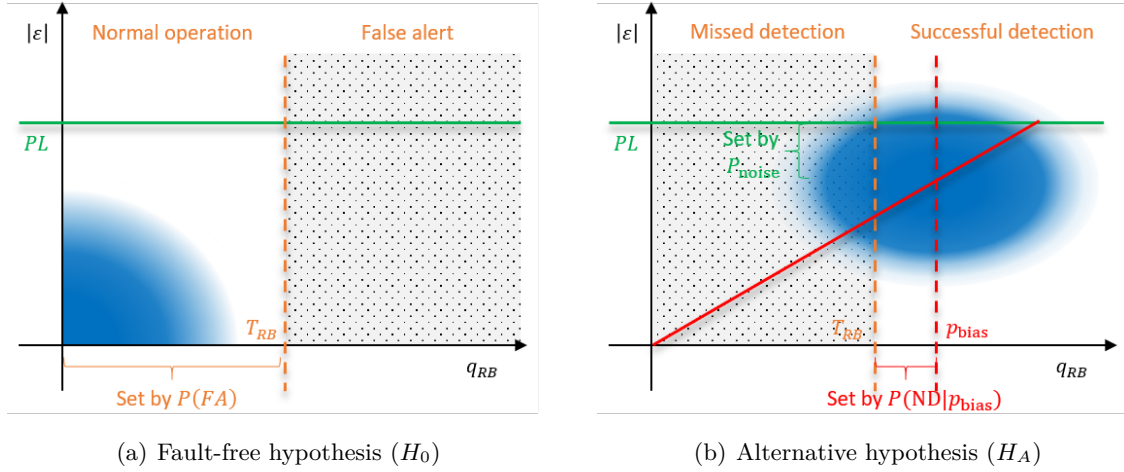 |ε|
Normal operation
False alert
PL
T_RB
q_RB
Set by P(FA)
(a) Fault-free hypothesis (H_0)
|ε|
Missed detection
Successful detection
PL
Set by
p_noise
T_RB
p_bias
q_RB
Set by P(ND|p_bias)
(b) Alternative hypothesis (H_A)